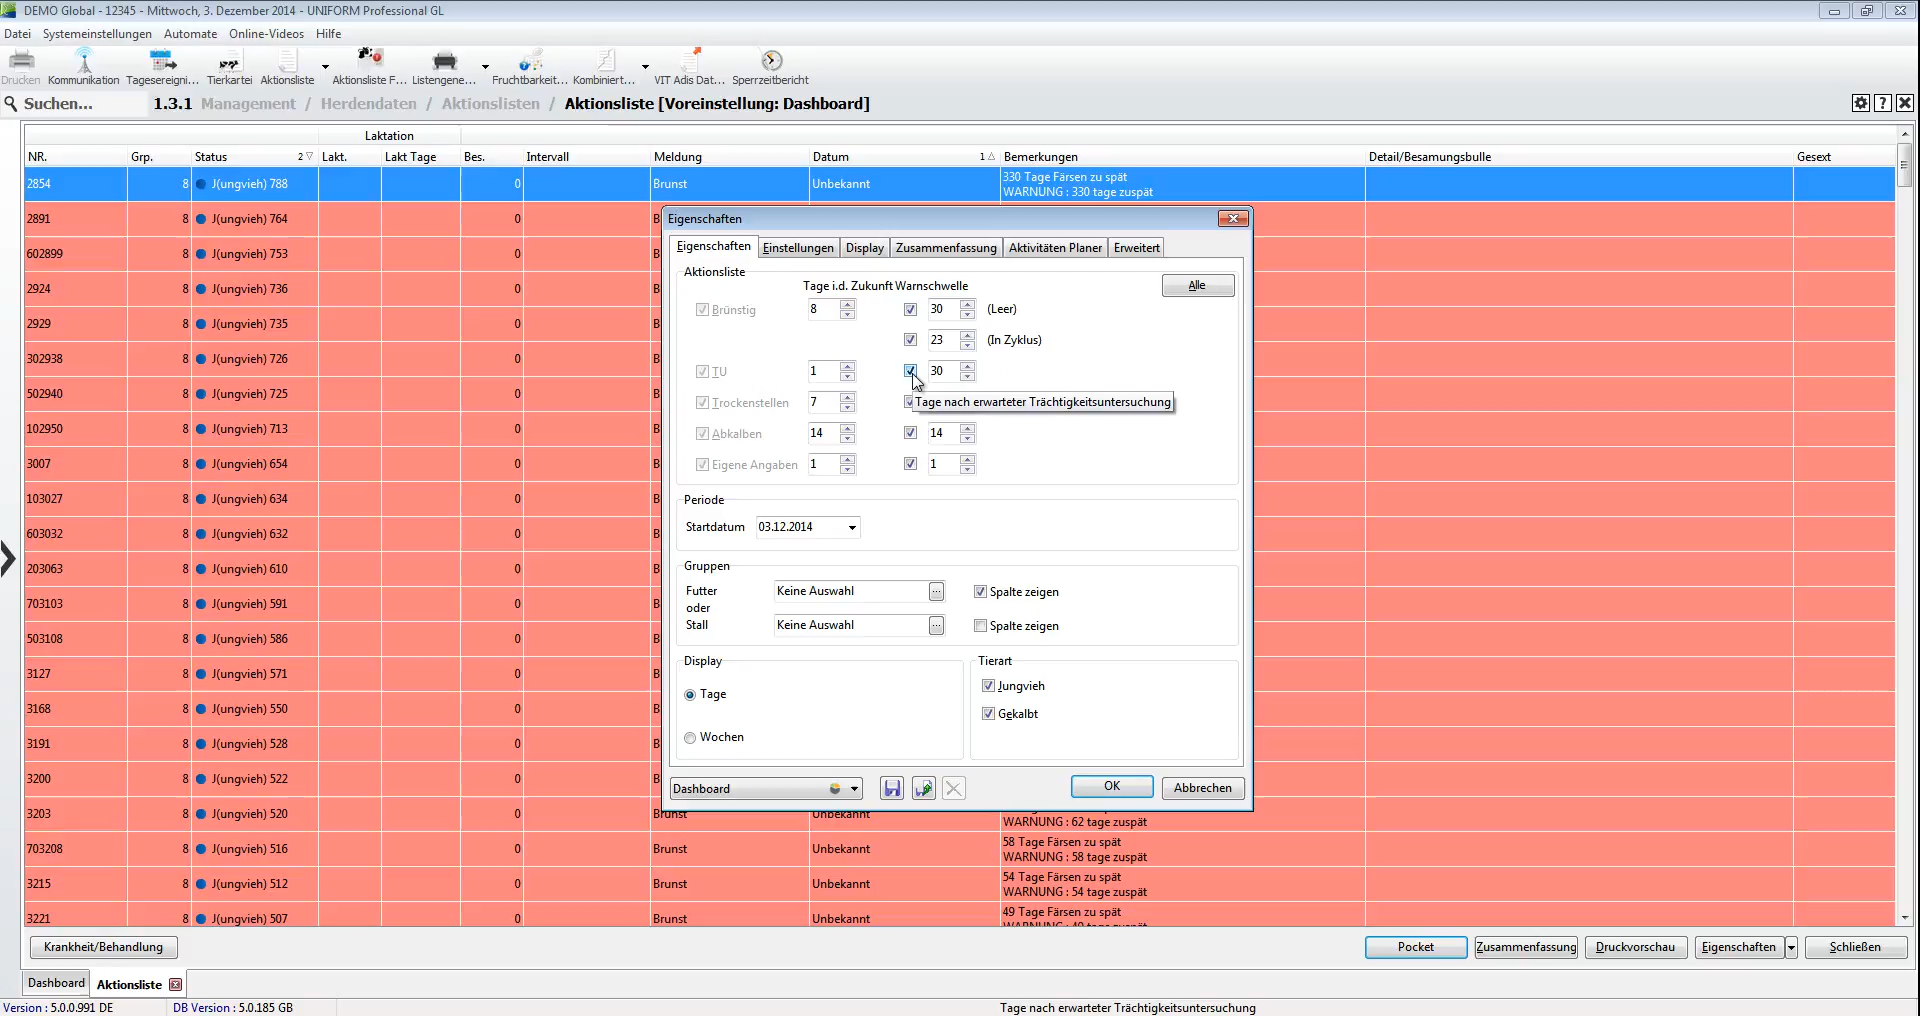 DEMO Global - 12345 - Mittwoch, 3. Dezember 2014 - UNIFORM Professional GL
Datei Systemeinstellungen Automate Online-Videos Hilfe
Drucken Kommunikation Tagesereigni... Tierkartei Aktionsliste Aktionsliste F... Listengene... Fruchtbarkeit... Kombiniert... VIT Adis Dat... Sperrzeitbericht
Suchen... 1.3.1 Management / Herdendaten / Aktionslisten / Aktionsliste [Voreinstellung: Dashboard]
Laktation
NR. Grp. Status 2 Lakt. Lakt Tage Bes. Intervall Meldung Datum 1 Bemerkungen Detail/Besamungsbulle Gesext
2854 8 J(ungvieh) 788 0 Brunst Unbekannt 330 Tage Färsen zu spät
WARNUNG : 330 tage zuspät
2891 8 J(ungvieh) 764 0 B
602899 8 J(ungvieh) 753 0 B
2924 8 J(ungvieh) 736 0 B
2929 8 J(ungvieh) 735 0 B
302938 8 J(ungvieh) 726 0 B
502940 8 J(ungvieh) 725 0 B
102950 8 J(ungvieh) 713 0 B
3007 8 J(ungvieh) 654 0 B
103027 8 J(ungvieh) 634 0 B
603032 8 J(ungvieh) 632 0 B
203063 8 J(ungvieh) 610 0 B
703103 8 J(ungvieh) 591 0 B
503108 8 J(ungvieh) 586 0 B
3127 8 J(ungvieh) 571 0 B
3168 8 J(ungvieh) 550 0 B
3191 8 J(ungvieh) 528 0 B
3200 8 J(ungvieh) 522 0 B
3203 8 J(ungvieh) 520 0 Brunst Unbekannt
WARNUNG : 62 tage zuspät
703208 8 J(ungvieh) 516 0 Brunst Unbekannt 58 Tage Färsen zu spät
WARNUNG : 58 tage zuspät
3215 8 J(ungvieh) 512 0 Brunst Unbekannt 54 Tage Färsen zu spät
WARNUNG : 54 tage zuspät
3221 8 J(ungvieh) 507 0 Brunst Unbekannt 49 Tage Färsen zu spät
WARNUNG : 49 tage zuspät
Eigenschaften
Eigenschaften Einstellungen Display Zusammenfassung Aktivitäten Planer Erweitert
Aktionsliste
Tage i.d. Zukunft Warnschwelle Alle
Brünstig 8 30 (Leer)
23 (In Zyklus)
TU 1 30
Trockenstellen 7 Tage nach erwarteter Trächtigkeitsuntersuchung
Abkalben 14 14
Eigene Angaben 1 1
Periode
Startdatum 03.12.2014
Gruppen
Futter Keine Auswahl ... Spalte zeigen
oder
Stall Keine Auswahl ... Spalte zeigen
Display Tierart
Tage Jungvieh
Gekalbt
Wochen
Dashboard OK Abbrechen
Krankheit/Behandlung Pocket Zusammenfassung Druckvorschau Eigenschaften Schließen
Dashboard Aktionsliste
Version : 5.0.0.991 DE DB Version : 5.0.185 GB Tage nach erwarteter Trächtigkeitsuntersuchung